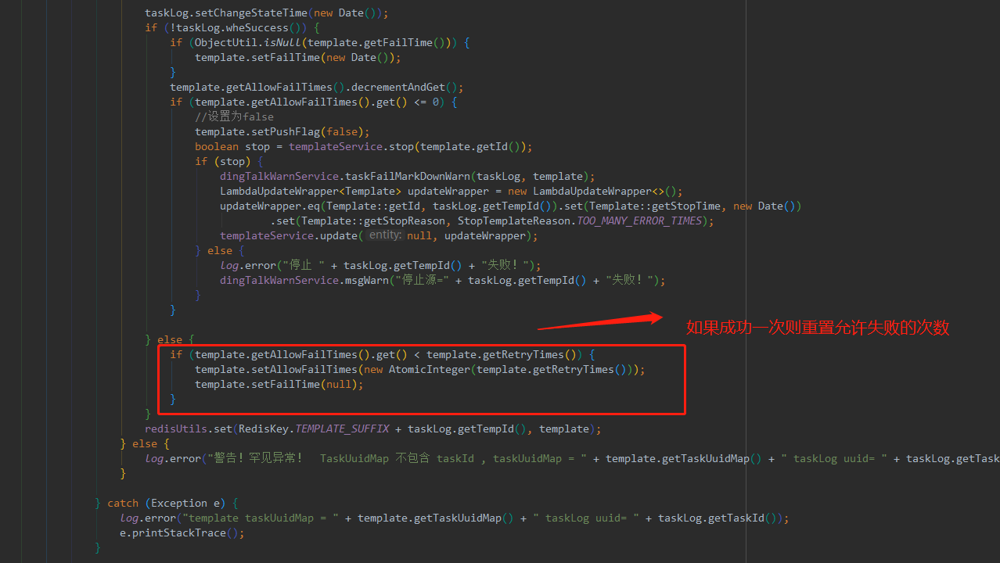 taskLog.setChangeStateTime(new Date());
if (!taskLog.wheSuccess()) {
if (ObjectUtil.isNull(template.getFailTime())) {
template.setFailTime(new Date());
}
template.getAllowFailTimes().decrementAndGet();
if (template.getAllowFailTimes().get() <= 0) {
//设置为false
template.setPushFlag(false);
boolean stop = templateService.stop(template.getId());
if (stop) {
dingTalkWarnService.taskFailMarkDownWarn(taskLog, template);
LambdaUpdateWrapper<Template> updateWrapper = new LambdaUpdateWrapper<>();
updateWrapper.eq(Template::getId, taskLog.getTempId()).set(Template::getStopTime, new Date())
.set(Template::getStopReason, StopTemplateReason.TOO_MANY_ERROR_TIMES);
templateService.update( entity: null, updateWrapper);
} else {
log.error("停止 " + taskLog.getTempId() + "失败！");
dingTalkWarnService.msgWarn("停止源=" + taskLog.getTempId() + "失败！");
}
}
如果成功一次则重置允许失败的次数
} else {
if (template.getAllowFailTimes().get() < template.getRetryTimes()) {
template.setAllowFailTimes(new AtomicInteger(template.getRetryTimes()));
template.setFailTime(null);
}
}
redisUtils.set(RedisKey.TEMPLATE_SUFFIX + taskLog.getTempId(), template);
} else {
log.error("警告！罕见异常！ TaskUuidMap 不包含 taskId , taskUuidMap = " + template.getTaskUuidMap() + " taskLog uuid= " + taskLog.getTask
}
} catch (Exception e) {
log.error("template taskUuidMap = " + template.getTaskUuidMap() + " taskLog uuid= " + taskLog.getTaskId());
e.printStackTrace();
}